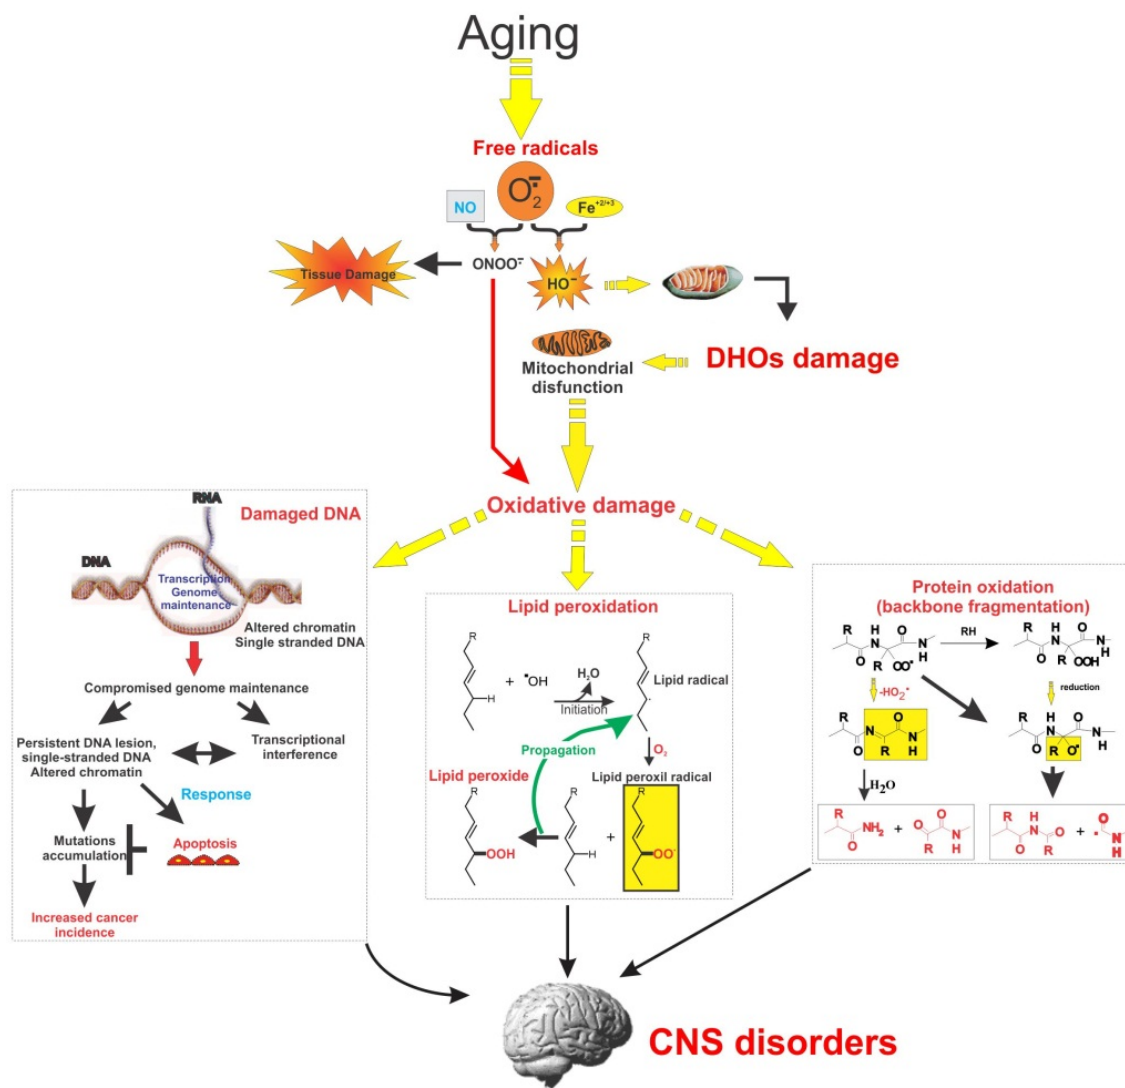 Aging
Free radicals
O2•−
NO
Fe+2/+3
Tissue Damage
ONOO•−
HO−
DHOs damage
Mitochondrial
disfunction
Oxidative damage
RNA
Damaged DNA
DNA
Transcription
Genome
maintenance
Altered chromatin
Single stranded DNA
Compromised genome maintenance
Persistent DNA lesion,
single-stranded DNA
Altered chromatin
Transcriptional
interference
Response
Mutations
accumulation
Apoptosis
Increased cancer
incidence
Lipid peroxidation
R
H
+ •OH
H2O
Initiation
R
Lipid radical
Propagation
O2
Lipid peroxide
Lipid peroxil radical
R
OOH
R
H
+
R
OO•
Protein oxidation
(backbone fragmentation)
R
H
N
O
O
R
OO•
N
H
RH
R
H
N
O
O
R
OOH
N
H
-HO2•
reduction
R
N
O
O
R
N
H
R
H
N
O
O
R
O•
N
H
H2O
R
NH2
O
+
O
O
R
N
H
R
H
N
O
O
R
+
•
O
N
H
CNS disorders